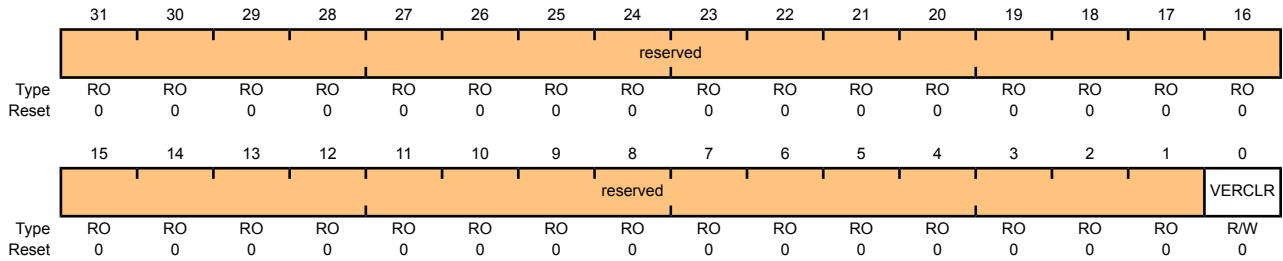 31 30 29 28 27 26 25 24 23 22 21 20 19 18 17 16
reserved
Type RO RO RO RO RO RO RO RO RO RO RO RO RO RO RO RO
Reset 0 0 0 0 0 0 0 0 0 0 0 0 0 0 0 0
15 14 13 12 11 10 9 8 7 6 5 4 3 2 1 0
reserved VERCLR
Type RO RO RO RO RO RO RO RO RO RO RO RO RO RO RO R/W
Reset 0 0 0 0 0 0 0 0 0 0 0 0 0 0 0 0